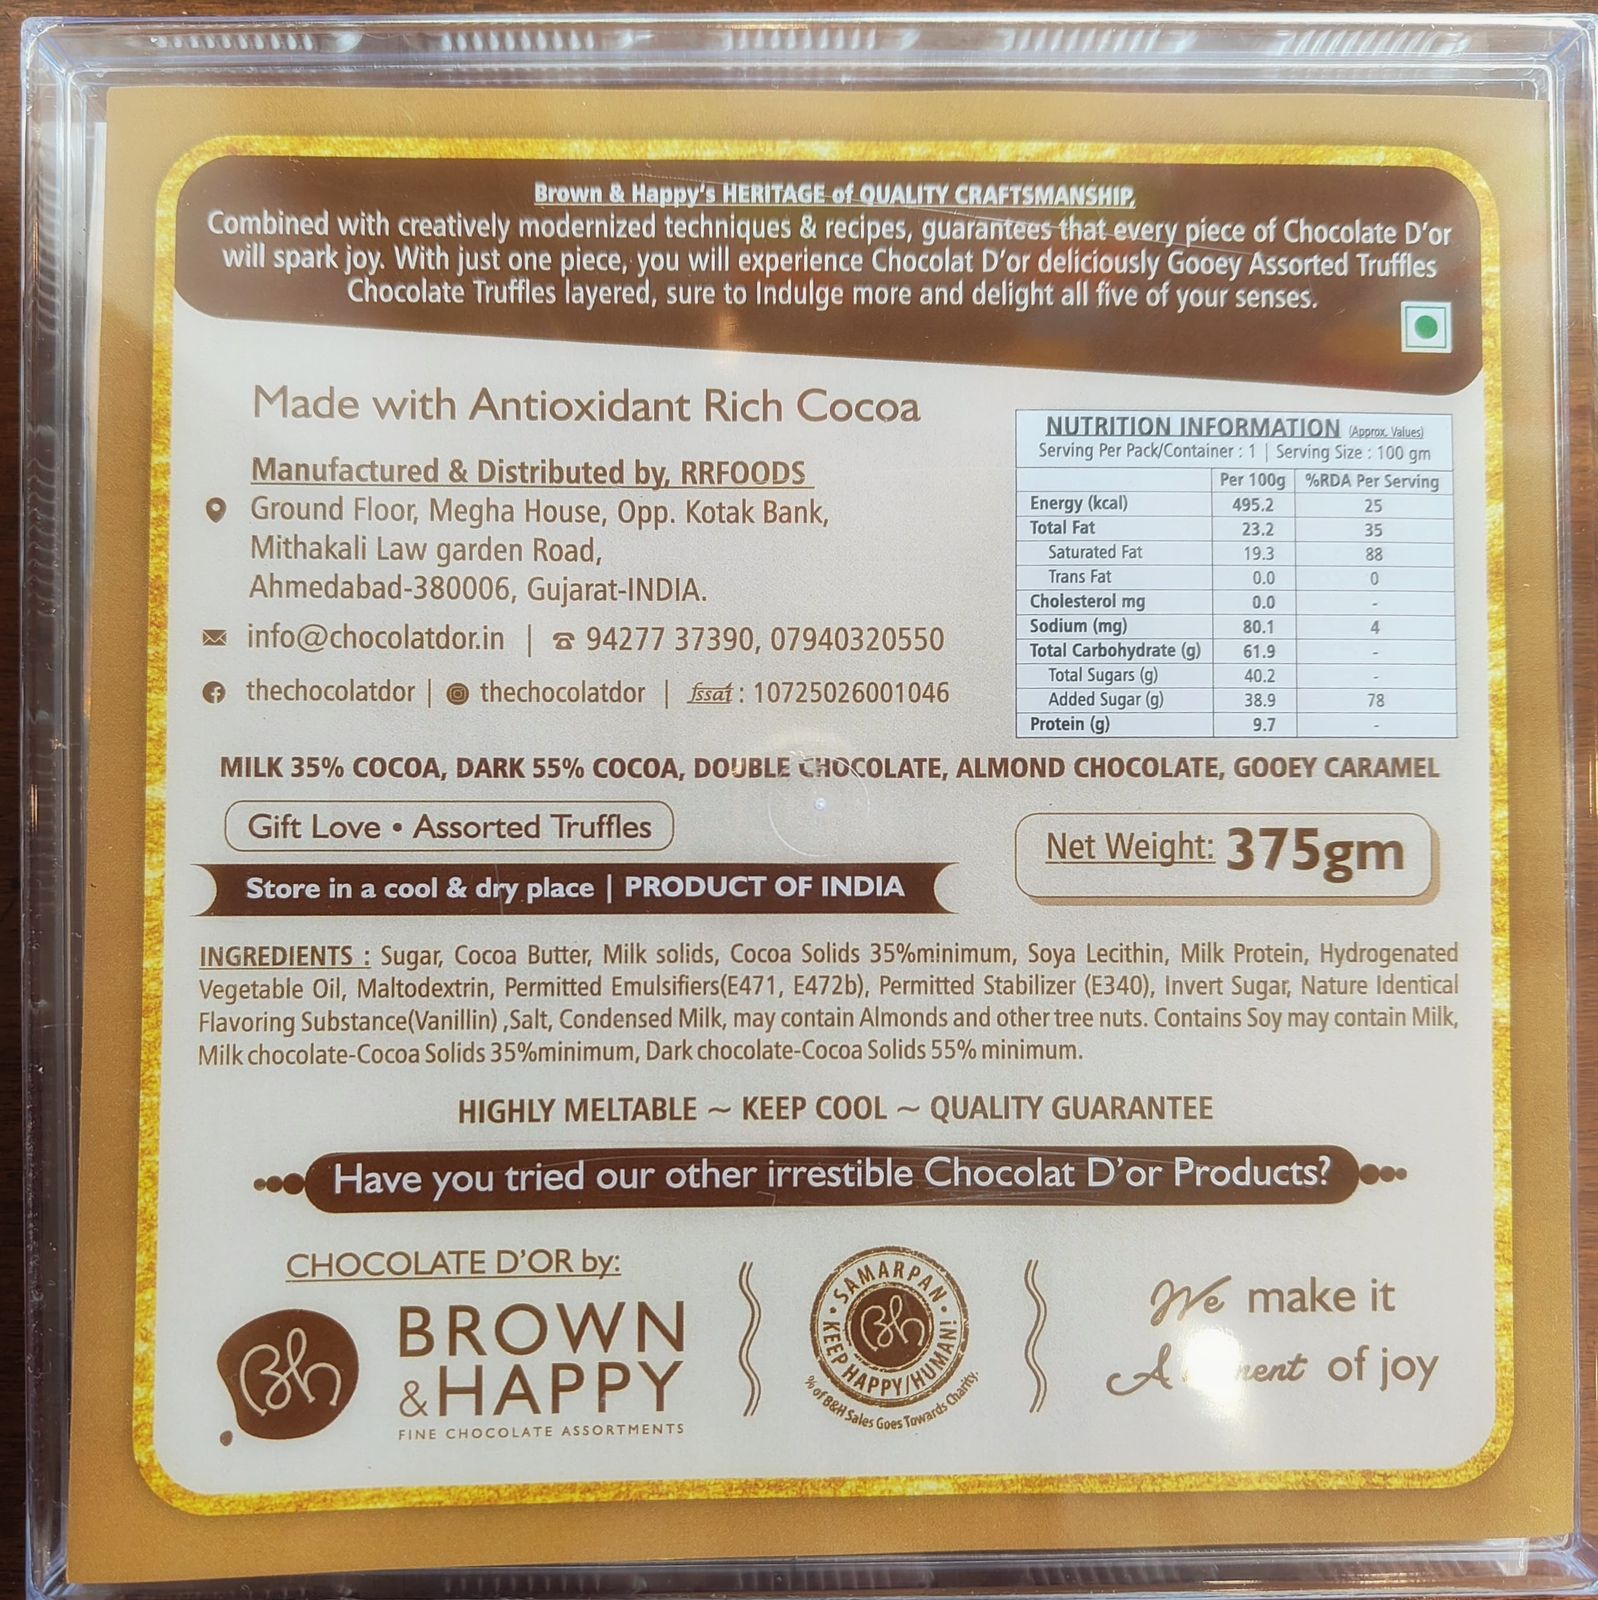 Brown & Happy's HERITAGE of QUALITY CRAFTSMANSHIP,
Combined with creatively modernized techniques & recipes, guarantees that every piece of Chocolate D'or
will spark joy. With just one piece, you will experience Chocolat D'or deliciously Gooey Assorted Truffles
Chocolate Truffles layered, sure to Indulge more and delight all five of your senses.
Made with Antioxidant Rich Cocoa
Manufactured & Distributed by, RRFOODS
Ground Floor, Megha House, Opp. Kotak Bank,
Mithakali Law garden Road,
Ahmedabad-380006, Gujarat-INDIA.
info@chocolatdor.in | 94277 37390, 07940320550
thechocolatdor | thechocolatdor | fssai : 10725026001046
NUTRITION INFORMATION (Approx. Values)
Serving Per Pack/Container : 1 | Serving Size : 100 gm
Per 100g %RDA Per Serving
Energy (kcal) 495.2 25
Total Fat 23.2 35
Saturated Fat 19.3 88
Trans Fat 0.0 0
Cholesterol mg 0.0 -
Sodium (mg) 80.1 4
Total Carbohydrate (g) 61.9 -
Total Sugars (g) 40.2 -
Added Sugar (g) 38.9 78
Protein (g) 9.7 -
MILK 35% COCOA, DARK 55% COCOA, DOUBLE CHOCOLATE, ALMOND CHOCOLATE, GOOEY CARAMEL
Gift Love • Assorted Truffles
Net Weight: 375gm
Store in a cool & dry place | PRODUCT OF INDIA
INGREDIENTS : Sugar, Cocoa Butter, Milk solids, Cocoa Solids 35%minimum, Soya Lecithin, Milk Protein, Hydrogenated
Vegetable Oil, Maltodextrin, Permitted Emulsifiers(E471, E472b), Permitted Stabilizer (E340), Invert Sugar, Nature Identical
Flavoring Substance(Vanillin) ,Salt, Condensed Milk, may contain Almonds and other tree nuts. Contains Soy may contain Milk,
Milk chocolate-Cocoa Solids 35%minimum, Dark chocolate-Cocoa Solids 55% minimum.
HIGHLY MELTABLE ~ KEEP COOL ~ QUALITY GUARANTEE
Have you tried our other irrestible Chocolat D'or Products?
CHOCOLATE D'OR by:
Bh
BROWN
&HAPPY
FINE CHOCOLATE ASSORTMENTS
• SAMARPAN •
Bh
KEEP HAPPY/HUMANI
% of B&H Sales Goes Towards Charity.
We make it
A of joy